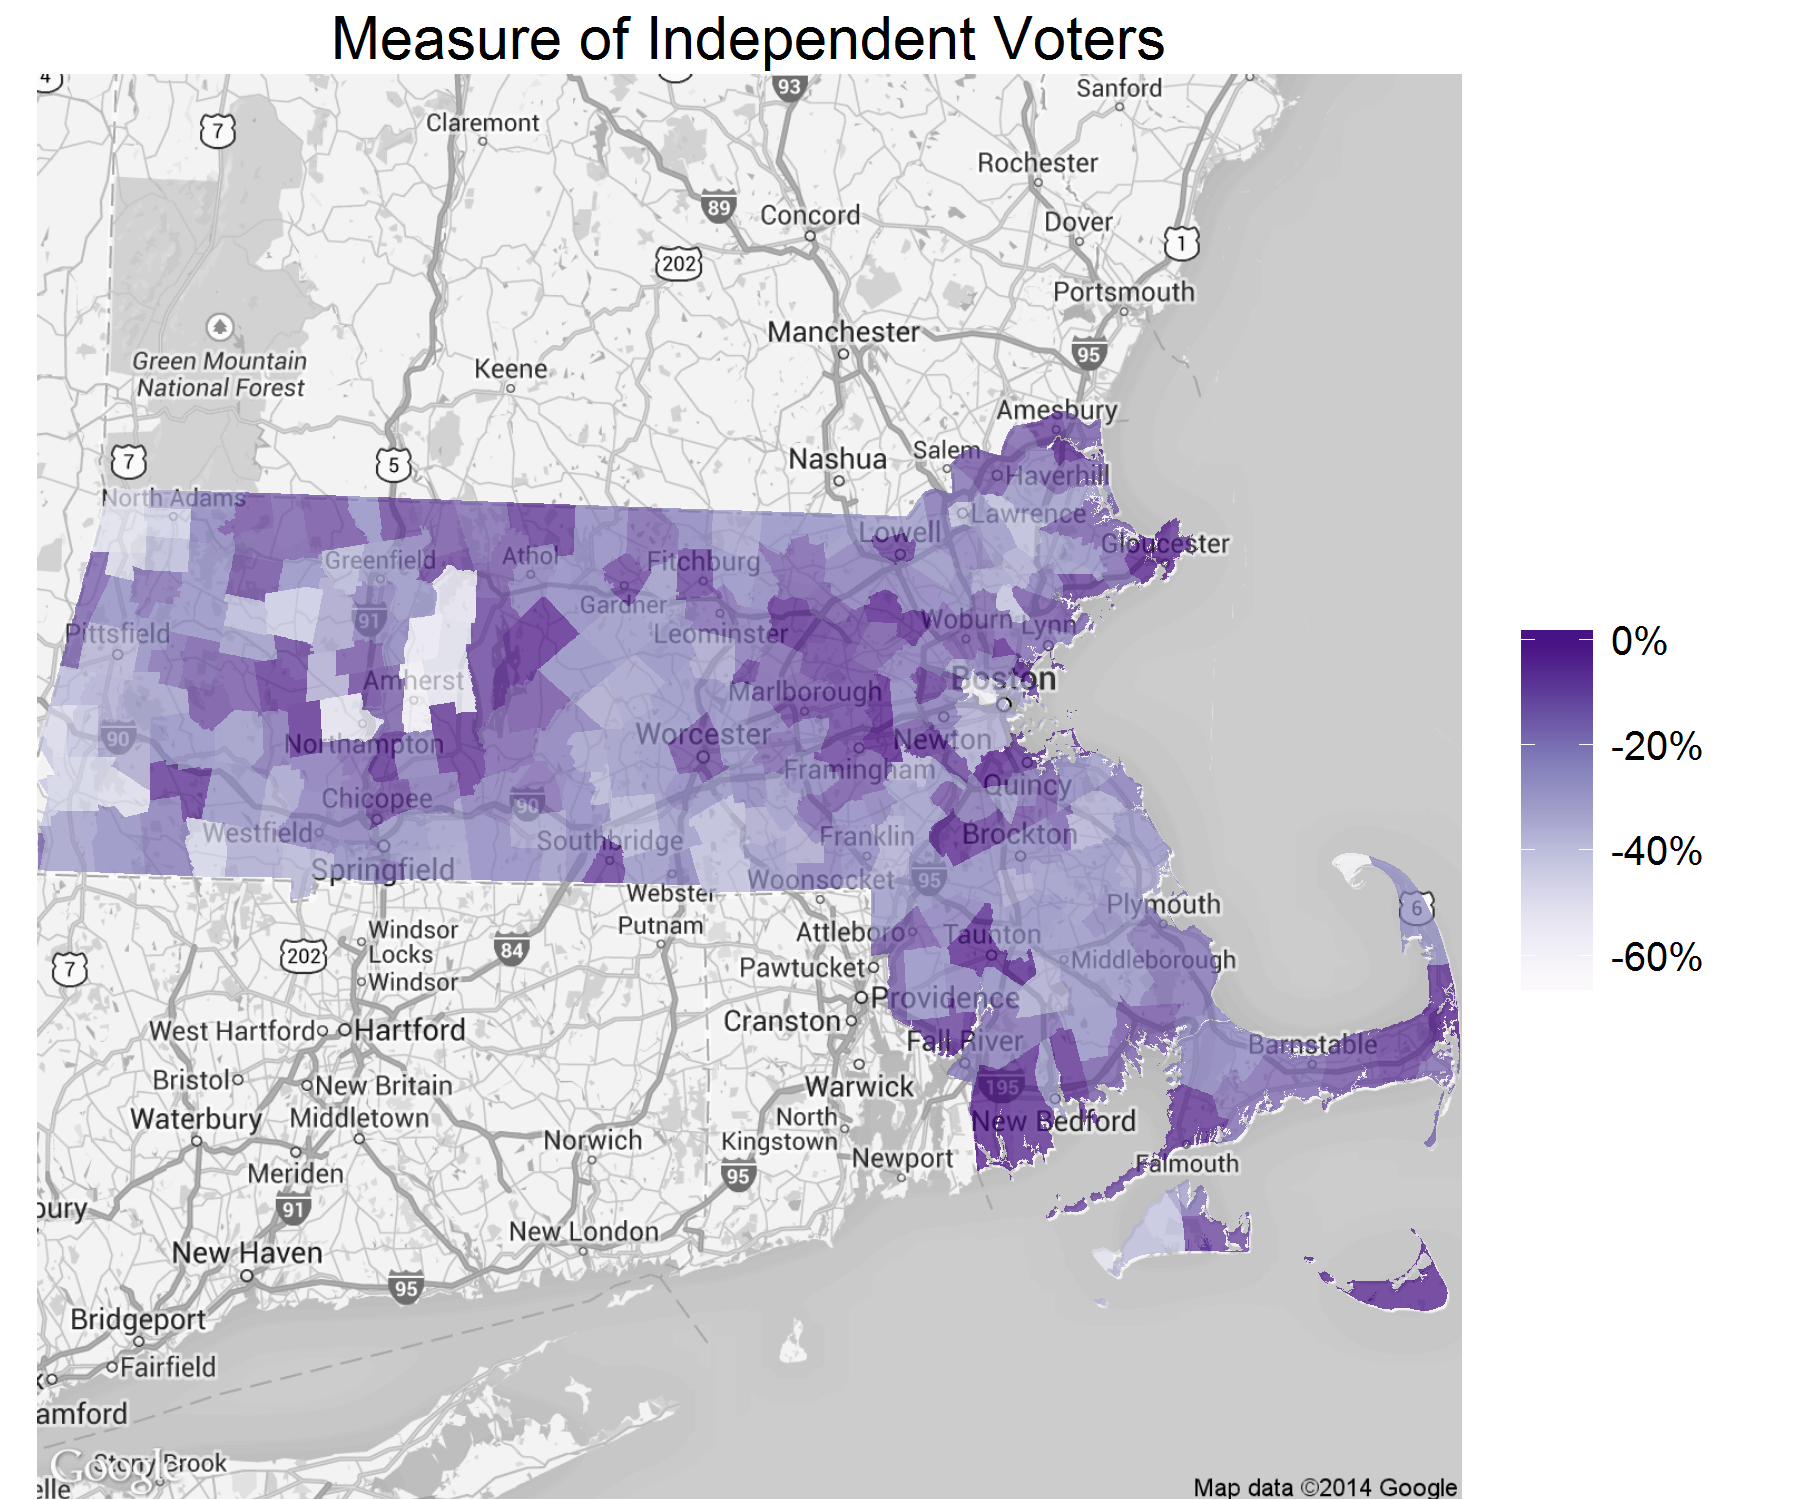 Measure of Independent Voters
4
93
Sanford
Claremont
7
Rochester
89
Concord
Dover
1
202
Portsmouth
Manchester
95
Green Mountain
National Forest
Keene
Amesbury
7
5
Nashua
Salem
Haverhill
North Adams
Lawrence
Lowell
Gloucester
Greenfield
Athol
Fitchburg
Gardner
91
Woburn
Lynn
Pittsfield
Leominster
0%
Amherst
Marlborough
Boston
90
Northampton
Worcester
Newton
-20%
Framingham
Chicopee
90
Quincy
Westfield
Southbridge
Franklin
Brockton
-40%
Springfield
Woonsocket
95
Webster
Plymouth
6
Windsor
Locks
202
84
Putnam
Attleboro
Taunton
7
Windsor
Pawtucket
Middleborough
-60%
Providence
West Hartford
Hartford
Cranston
Fall River
Barnstable
Bristol
New Britain
Warwick
195
Waterbury
Middletown
North
Kingstown
New Bedford
Norwich
Newport
Falmouth
Meriden
95
bury
91
New London
New Haven
95
Bridgeport
Fairfield
amford
Google
Stony Brook
elle
Map data ©2014 Google